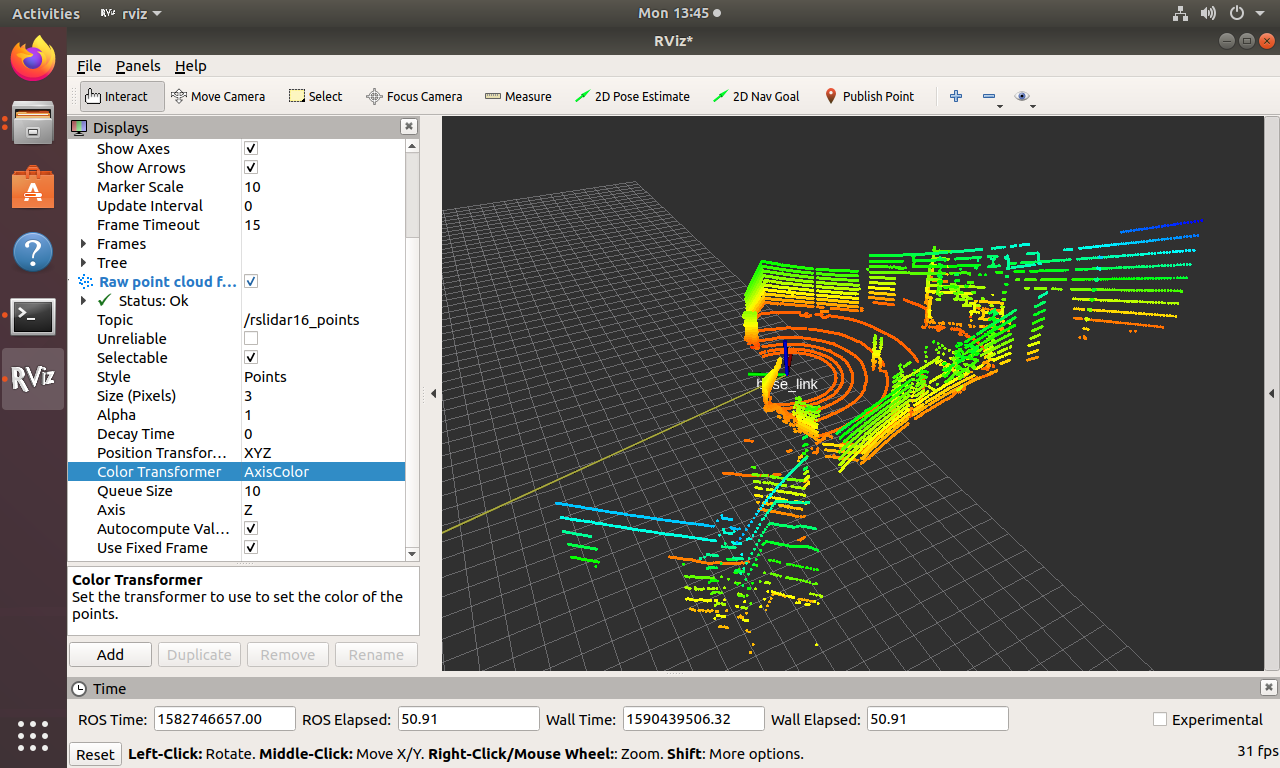 Activities RViz rviz Mon 13:45
RViz*
File Panels Help
Interact Move Camera Select Focus Camera Measure 2D Pose Estimate 2D Nav Goal Publish Point
Displays
Show Axes
Show Arrows
Marker Scale 10
Update Interval 0
Frame Timeout 15
Frames
Tree
Raw point cloud f...
Status: Ok
Topic /rslidar16_points
Unreliable
Selectable
Style Points
Size (Pixels) 3
Alpha 1
Decay Time 0
Position Transfor... XYZ
Color Transformer AxisColor
Queue Size 10
Axis Z
Autocompute Val...
Use Fixed Frame
Color Transformer
Set the transformer to use to set the color of the
points.
Add Duplicate Remove Rename
RViz
base_link
Time
ROS Time: 1582746657.00 ROS Elapsed: 50.91 Wall Time: 1590439506.32 Wall Elapsed: 50.91 Experimental
Reset Left-Click: Rotate. Middle-Click: Move X/Y. Right-Click/Mouse Wheel:: Zoom. Shift: More options. 31 fps